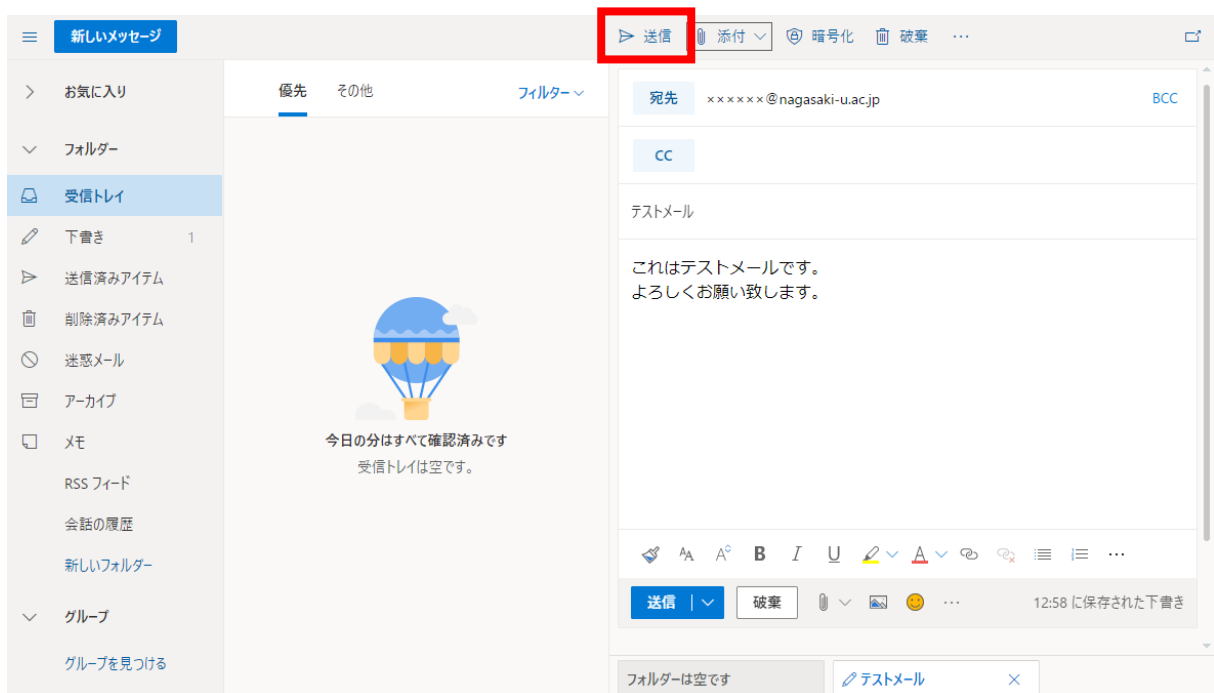 新しいメッセージ
送信 添付 暗号化 破棄 …
お気に入り
フォルダー
受信トレイ
下書き 1
送信済みアイテム
削除済みアイテム
迷惑メール
アーカイブ
メモ
RSS フィード
会話の履歴
新しいフォルダー
グループ
グループを見つける
優先 その他 フィルター
今日の分はすべて確認済みです
受信トレイは空です。
宛先 ××××××@nagasaki-u.ac.jp BCC
CC
テストメール
これはテストメールです。
よろしくお願い致します。
AA A B I U A …
送信 破棄 … 12:58 に保存された下書き
フォルダーは空です テストメール